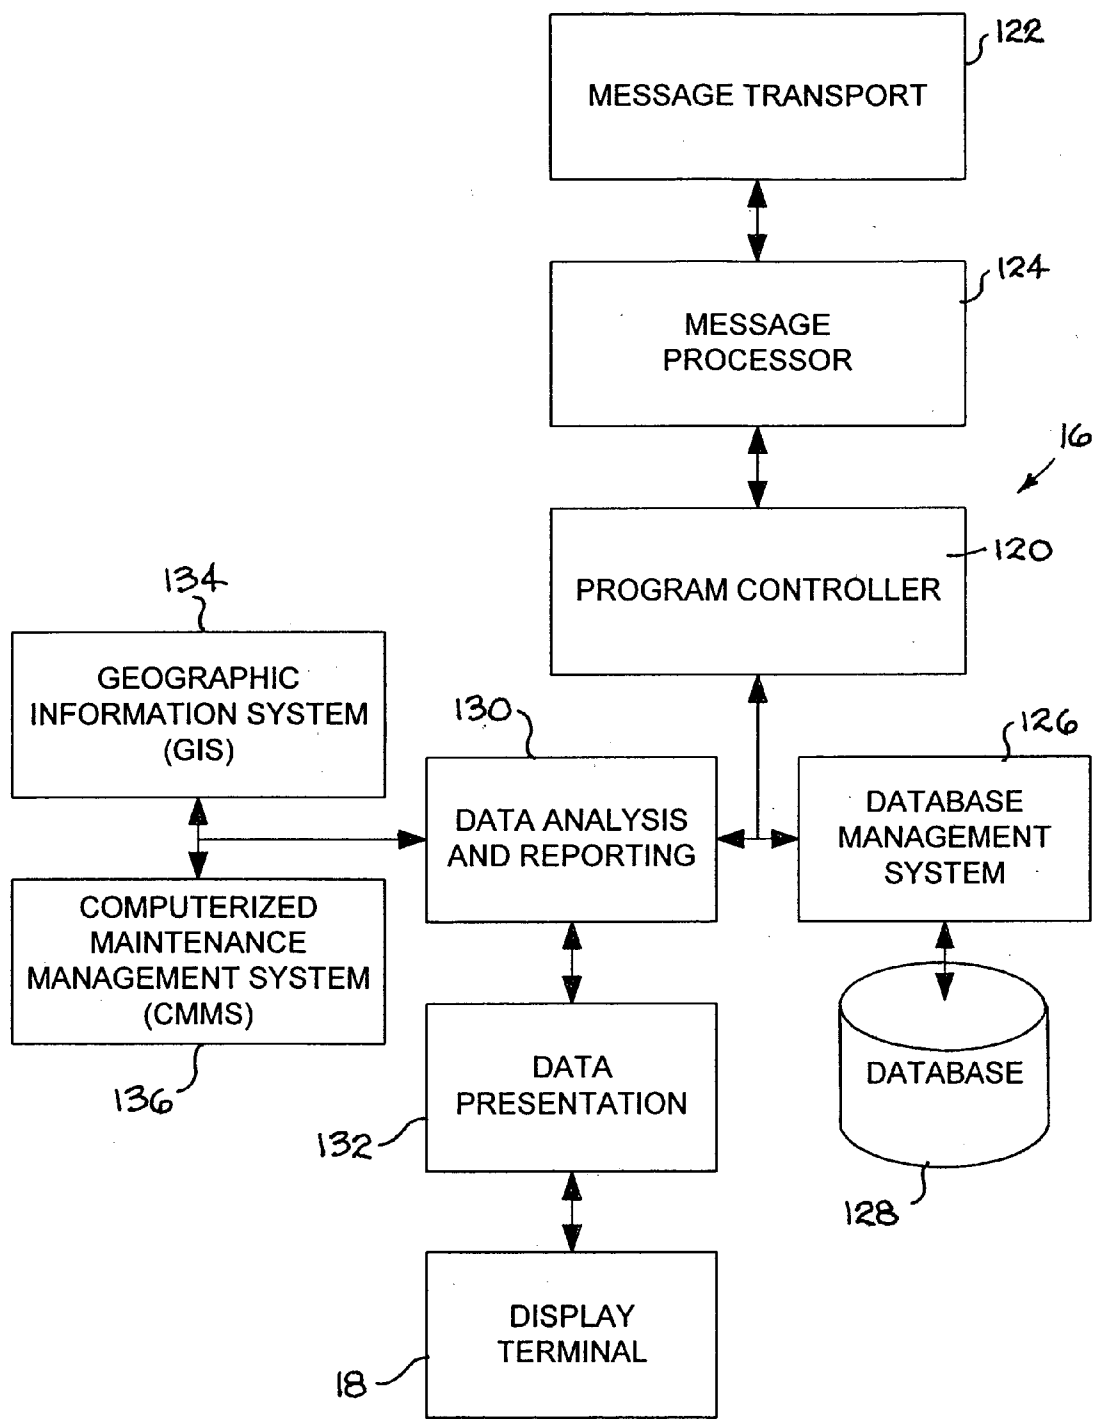 122
MESSAGE TRANSPORT
124
MESSAGE
PROCESSOR
16
120
PROGRAM CONTROLLER
134
GEOGRAPHIC
INFORMATION SYSTEM
(GIS)
130
DATA ANALYSIS
AND REPORTING
126
DATABASE
MANAGEMENT
SYSTEM
COMPUTERIZED
MAINTENANCE
MANAGEMENT SYSTEM
(CMMS)
136
DATA
PRESENTATION
132
DATABASE
128
DISPLAY
TERMINAL
18